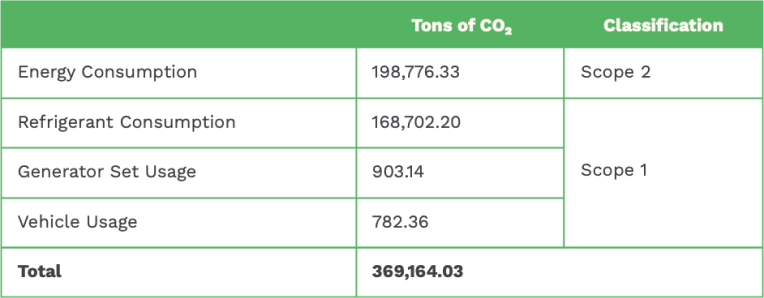 Tons of CO₂ Classification
Energy Consumption 198,776.33 Scope 2
Refrigerant Consumption 168,702.20
Generator Set Usage 903.14 Scope 1
Vehicle Usage 782.36
Total 369,164.03